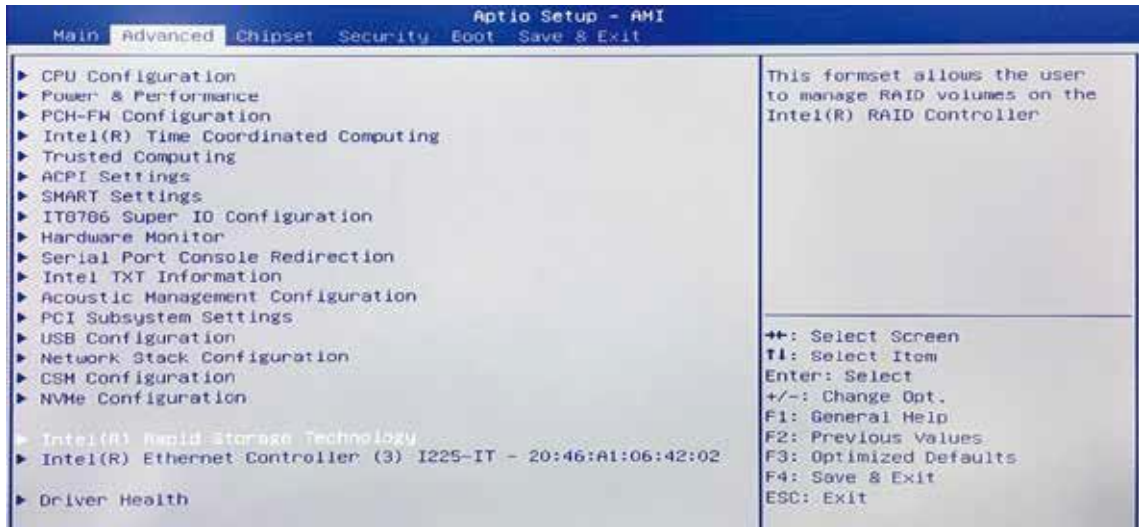 Aptio Setup - AMI
Main Advanced Chipset Security Boot Save & Exit
▶ CPU Configuration
▶ Power & Performance
▶ PCH-FW Configuration
▶ Intel(R) Time Coordinated Computing
▶ Trusted Computing
▶ ACPI Settings
▶ SMART Settings
▶ IT8786 Super IO Configuration
▶ Hardware Monitor
▶ Serial Port Console Redirection
▶ Intel TXT Information
▶ Acoustic Management Configuration
▶ PCI Subsystem Settings
▶ USB Configuration
▶ Network Stack Configuration
▶ CSM Configuration
▶ NVMe Configuration
▶ Intel(R) Rapid Storage Technology
▶ Intel(R) Ethernet Controller (3) I225-IT - 20:46:A1:06:42:02
▶ Driver Health
This formset allows the user
to manage RAID volumes on the
Intel(R) RAID Controller
→←: Select Screen
↑↓: Select Item
Enter: Select
+/-: Change Opt.
F1: General Help
F2: Previous Values
F3: Optimized Defaults
F4: Save & Exit
ESC: Exit